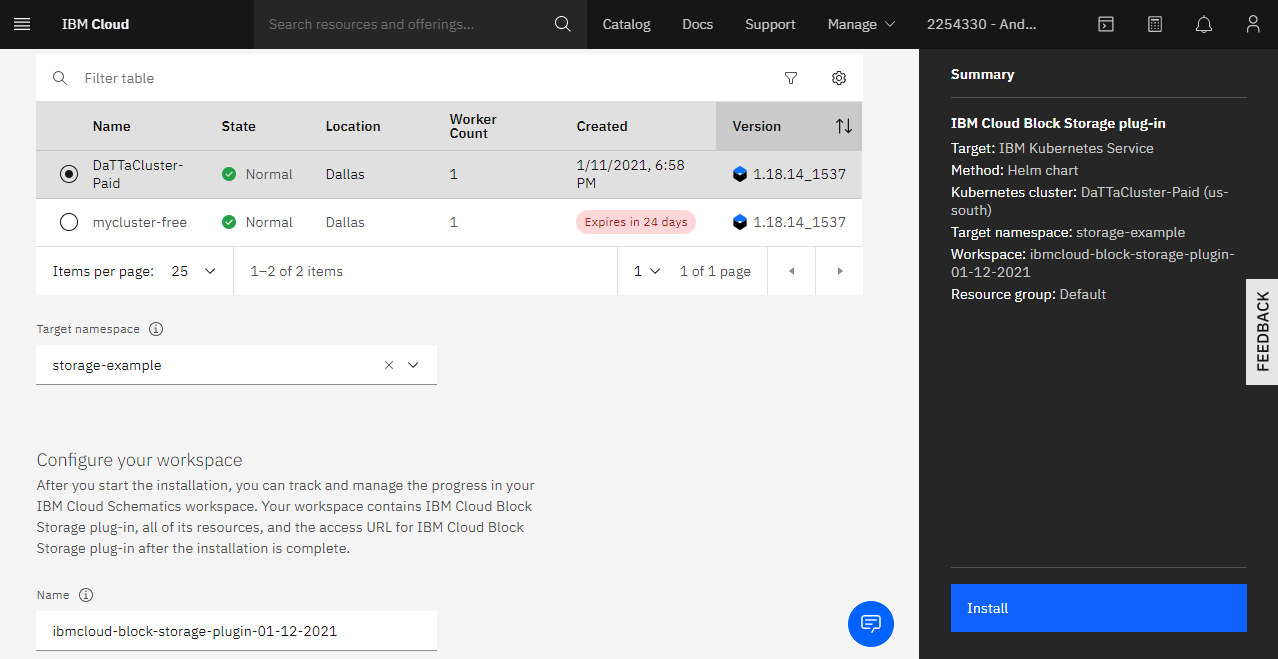 IBM Cloud
Search resources and offerings...
Catalog
Docs
Support
Manage
2254330 - And...
Filter table
Name
State
Location
Worker
Count
Created
Version
DaTTaCluster-
Paid
Normal
Dallas
1
1/11/2021, 6:58
PM
1.18.14_1537
mycluster-free
Normal
Dallas
1
Expires in 24 days
1.18.14_1537
Items per page: 25
1–2 of 2 items
1
1 of 1 page
Target namespace
storage-example
Configure your workspace
After you start the installation, you can track and manage the progress in your
IBM Cloud Schematics workspace. Your workspace contains IBM Cloud Block
Storage plug-in, all of its resources, and the access URL for IBM Cloud Block
Storage plug-in after the installation is complete.
Name
ibmcloud-block-storage-plugin-01-12-2021
Summary
IBM Cloud Block Storage plug-in
Target: IBM Kubernetes Service
Method: Helm chart
Kubernetes cluster: DaTTaCluster-Paid (us-
south)
Target namespace: storage-example
Workspace: ibmcloud-block-storage-plugin-
01-12-2021
Resource group: Default
FEEDBACK
Install